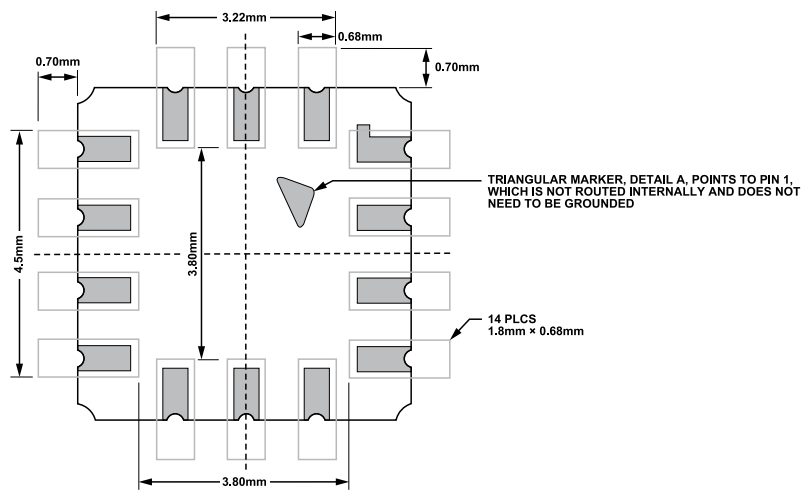 3.22mm
0.68mm
0.70mm
0.70mm
TRIANGULAR MARKER, DETAIL A, POINTS TO PIN 1,
WHICH IS NOT ROUTED INTERNALLY AND DOES NOT
NEED TO BE GROUNDED
4.5mm
3.80mm
14 PLCS
1.8mm × 0.68mm
3.80mm